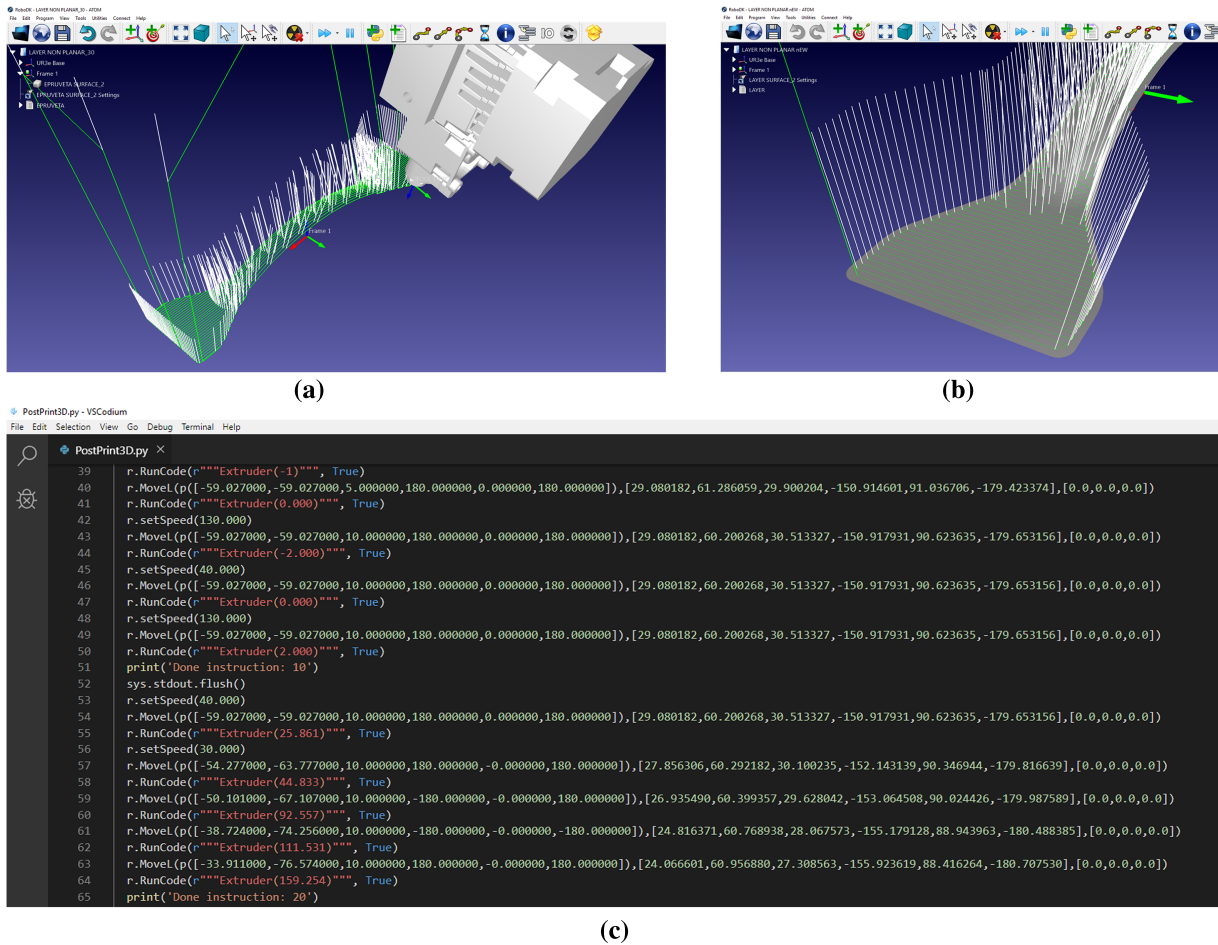 RoboDK - LAYER NON PLANAR_30 - ATOM
File Edit Program View Tools Utilities Connect Help
LAYER NON PLANAR_30
UR3e Base
Frame 1
EPRUVETA SURFACE_2
EPRUVETA SURFACE_2 Settings
EPRUVETA
Frame 1
(a)
RoboDK - LAYER NON PLANAR nEW - ATOM
File Edit Program View Tools Utilities Connect Help
LAYER NON PLANAR nEW
UR3e Base
Frame 1
LAYER SURFACE_2 Settings
LAYER
Frame 1
(b)
PostPrint3D.py - VSCodium
File Edit Selection View Go Debug Terminal Help
PostPrint3D.py
39 r.RunCode(r"""Extruder(-1)""", True)
40 r.MoveL(p([-59.027000,-59.027000,5.000000,180.000000,0.000000,180.000000]),[29.080182,61.286059,29.900204,-150.914601,91.036706,-179.423374],[0.0,0.0,0.0])
41 r.RunCode(r"""Extruder(0.000)""", True)
42 r.setSpeed(130.000)
43 r.MoveL(p([-59.027000,-59.027000,10.000000,180.000000,0.000000,180.000000]),[29.080182,60.200268,30.513327,-150.917931,90.623635,-179.653156],[0.0,0.0,0.0])
44 r.RunCode(r"""Extruder(-2.000)""", True)
45 r.setSpeed(40.000)
46 r.MoveL(p([-59.027000,-59.027000,10.000000,180.000000,0.000000,180.000000]),[29.080182,60.200268,30.513327,-150.917931,90.623635,-179.653156],[0.0,0.0,0.0])
47 r.RunCode(r"""Extruder(0.000)""", True)
48 r.setSpeed(130.000)
49 r.MoveL(p([-59.027000,-59.027000,10.000000,180.000000,0.000000,180.000000]),[29.080182,60.200268,30.513327,-150.917931,90.623635,-179.653156],[0.0,0.0,0.0])
50 r.RunCode(r"""Extruder(2.000)""", True)
51 print('Done instruction: 10')
52 sys.stdout.flush()
53 r.setSpeed(40.000)
54 r.MoveL(p([-59.027000,-59.027000,10.000000,180.000000,0.000000,180.000000]),[29.080182,60.200268,30.513327,-150.917931,90.623635,-179.653156],[0.0,0.0,0.0])
55 r.RunCode(r"""Extruder(25.861)""", True)
56 r.setSpeed(30.000)
57 r.MoveL(p([-54.277000,-63.777000,10.000000,180.000000,-0.000000,180.000000]),[27.856306,60.292182,30.100235,-152.143139,90.346944,-179.816639],[0.0,0.0,0.0])
58 r.RunCode(r"""Extruder(44.833)""", True)
59 r.MoveL(p([-50.101000,-67.107000,10.000000,-180.000000,-0.000000,180.000000]),[26.935490,60.399357,29.628042,-153.064508,90.024426,-179.987589],[0.0,0.0,0.0])
60 r.RunCode(r"""Extruder(92.557)""", True)
61 r.MoveL(p([-38.724000,-74.256000,10.000000,-180.000000,-0.000000,-180.000000]),[24.816371,60.768938,28.067573,-155.179128,88.943963,-180.488385],[0.0,0.0,0.0])
62 r.RunCode(r"""Extruder(111.531)""", True)
63 r.MoveL(p([-33.911000,-76.574000,10.000000,180.000000,-0.000000,180.000000]),[24.066601,60.956880,27.308563,-155.923619,88.416264,-180.707530],[0.0,0.0,0.0])
64 r.RunCode(r"""Extruder(159.254)""", True)
65 print('Done instruction: 20')
(c)